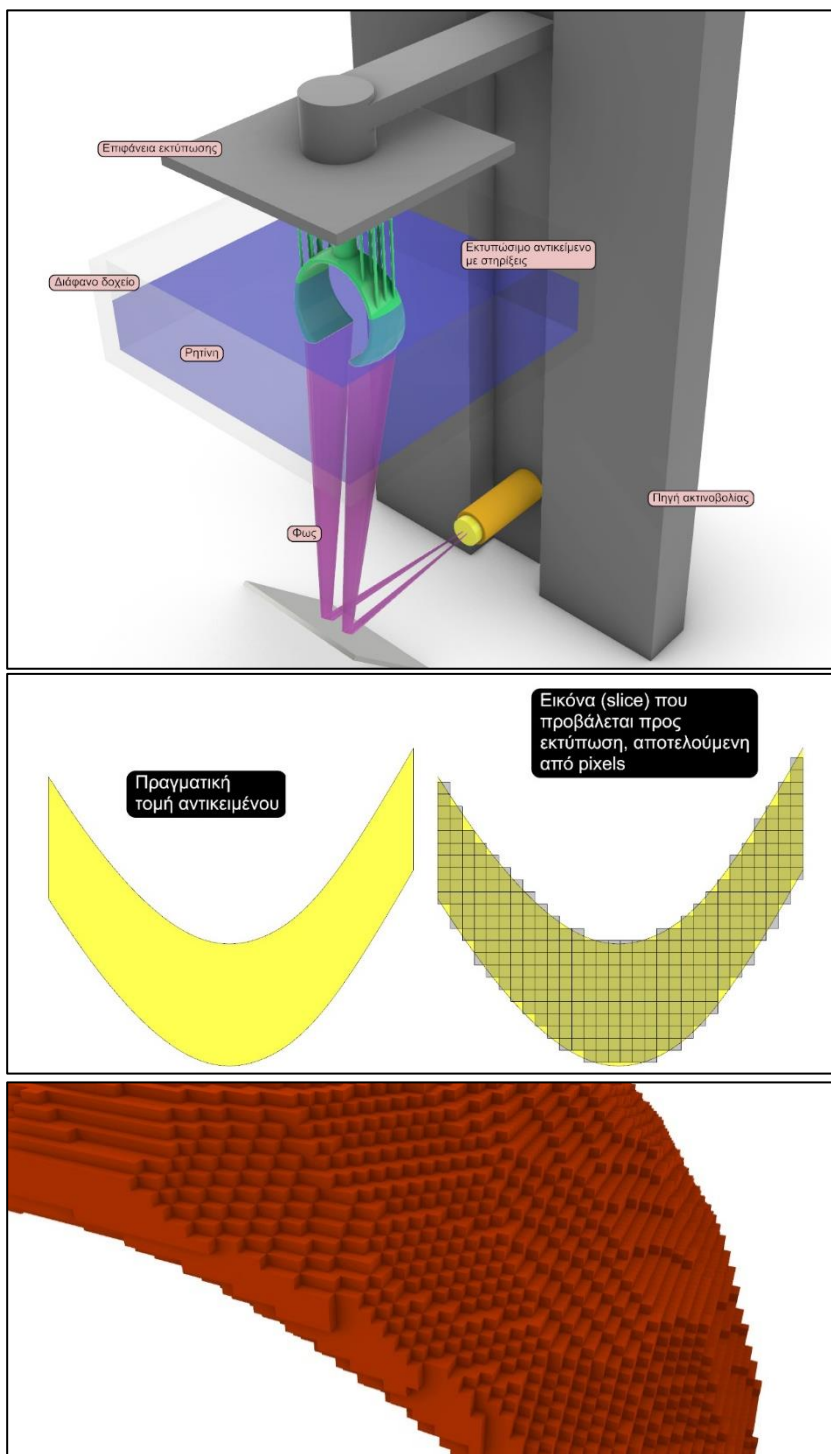 Επιφάνεια εκτύπωσης
Εκτυπώσιμο αντικείμενο
με στηρίξεις
Διάφανο δοχείο
Ρητίνη
Πηγή ακτινοβολίας
Φως
Πραγματική
τομή αντικειμένου
Εικόνα (slice) που
προβάλεται προς
εκτύπωση, αποτελούμενη
από pixels